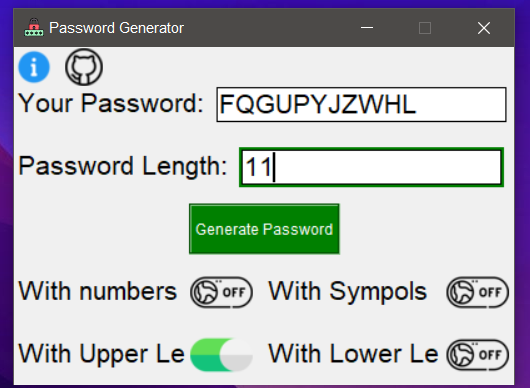 Password Generator
i
Your Password: FQGUPYJZWHL
Password Length: 11
Generate Password
With numbers OFF With Sympols OFF
With Upper Le With Lower Le OFF